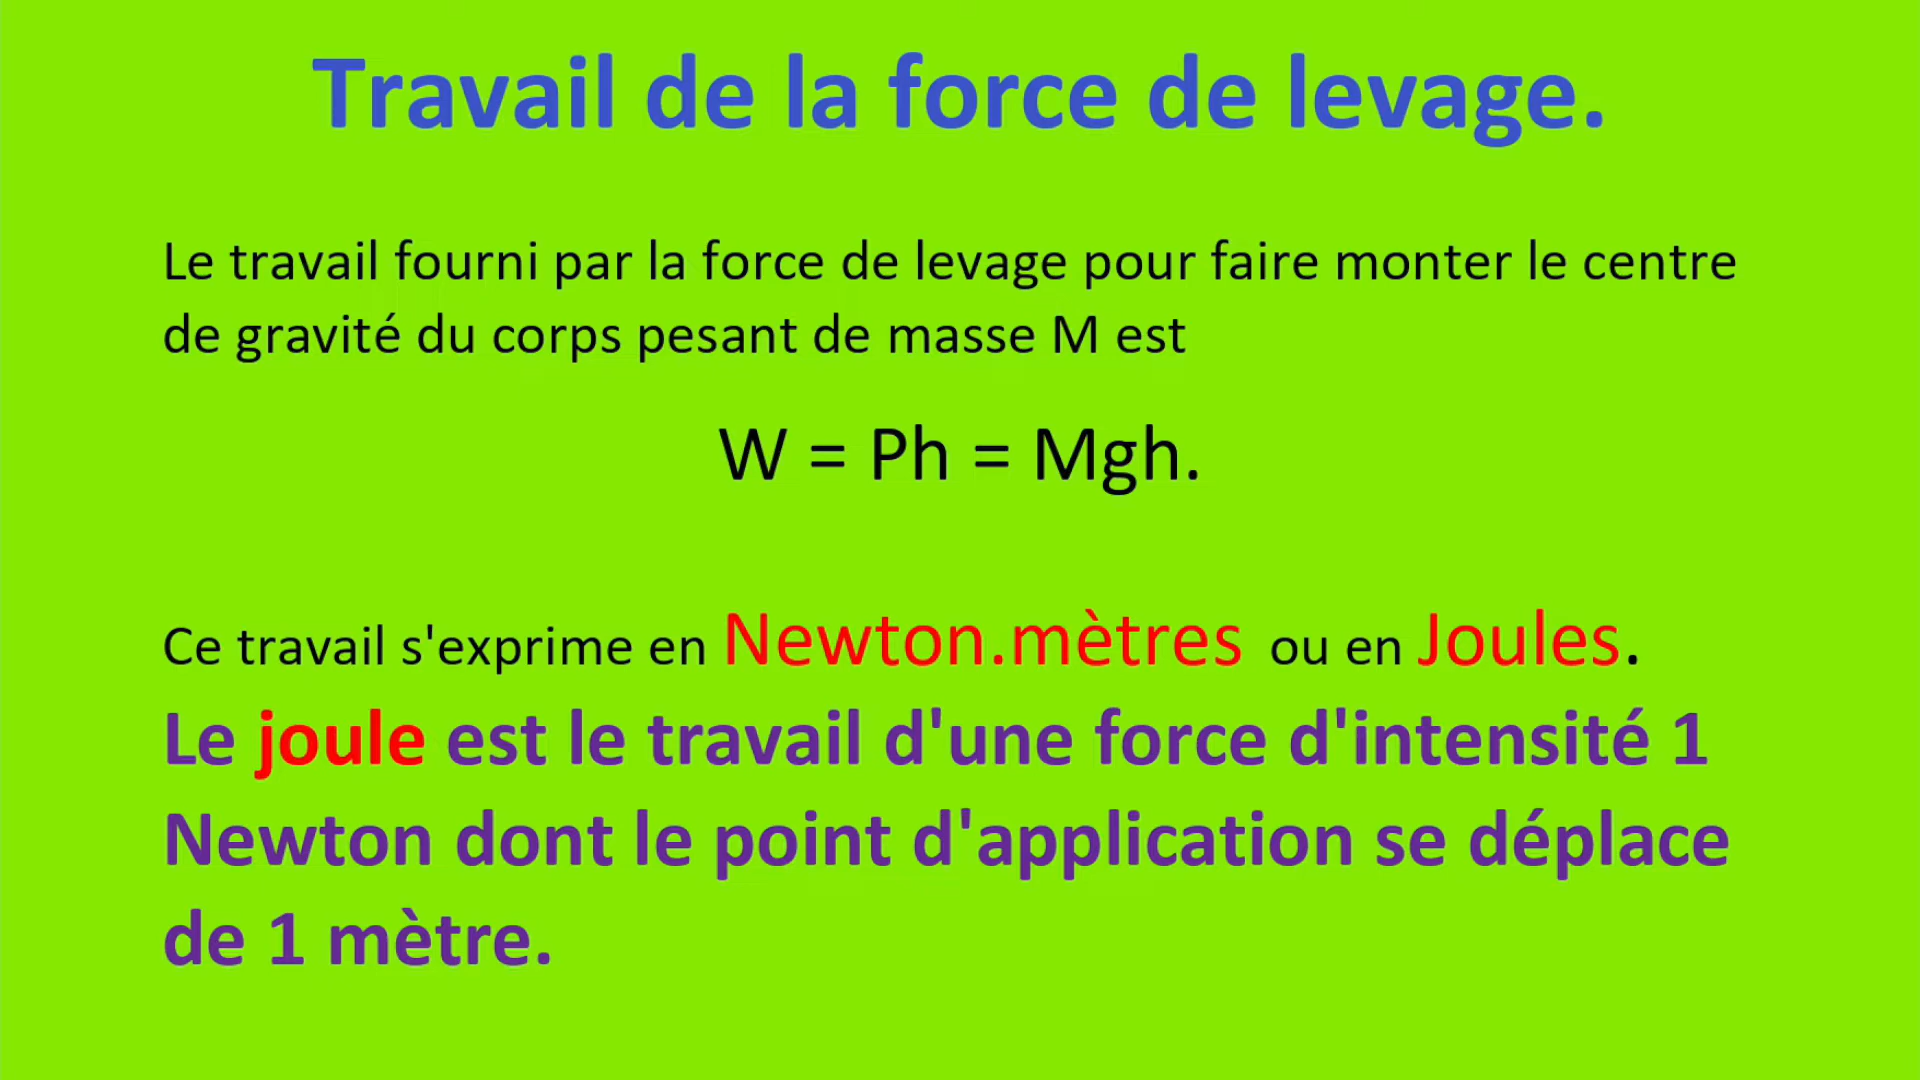 Travail de la force de levage.
Le travail fourni par la force de levage pour faire monter le centre
de gravité du corps pesant de masse M est
W = Ph = Mgh.
Ce travail s'exprime en Newton.mètres ou en Joules.
Le joule est le travail d'une force d'intensité 1
Newton dont le point d'application se déplace
de 1 mètre.